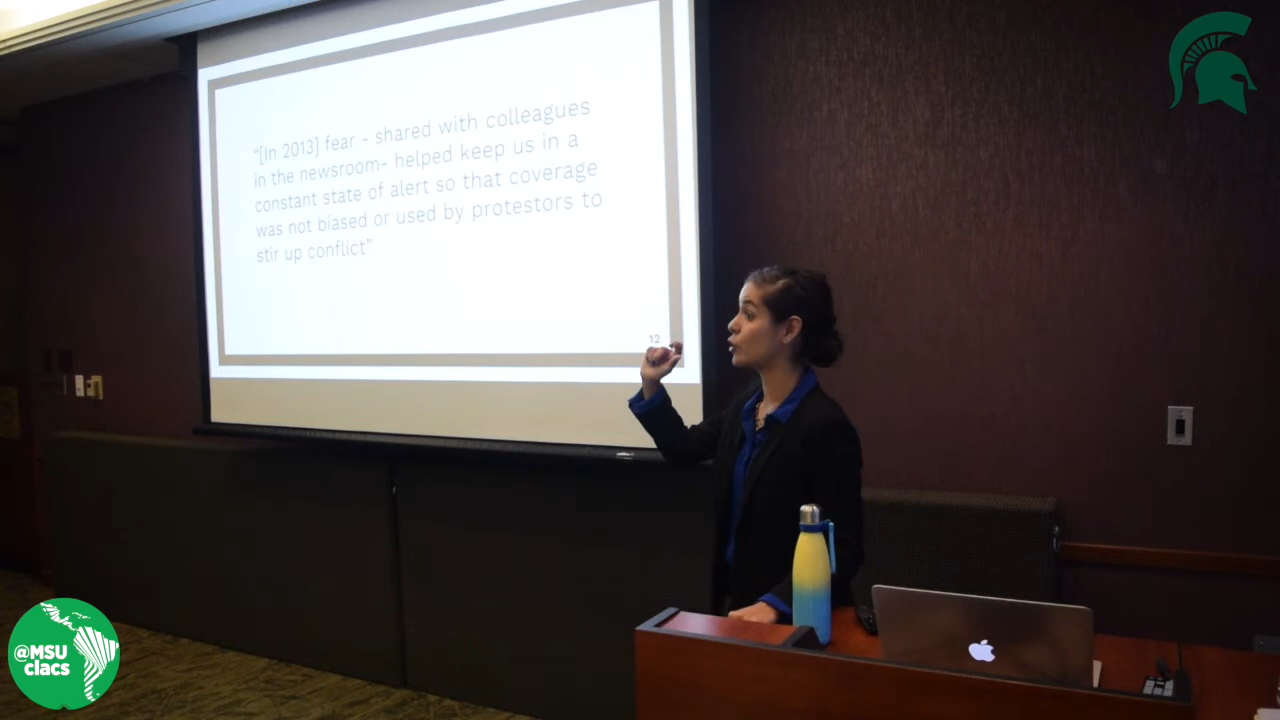 “[In 2013] fear - shared with colleagues
in the newsroom- helped keep us in a
constant state of alert so that coverage
was not biased or used by protestors to
stir up conflict”
12
@MSU
clacs